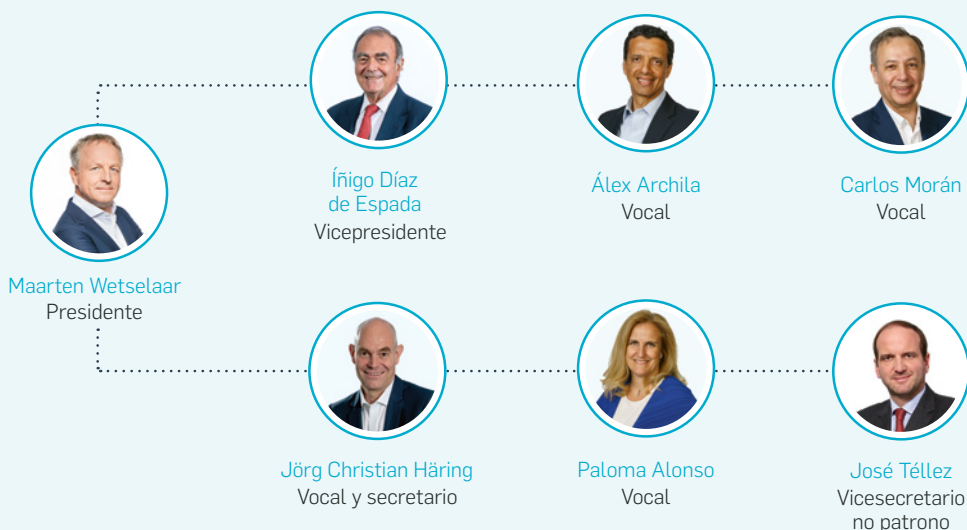 Íñigo Díaz
de Espada
Vicepresidente
Álex Archila
Vocal
Carlos Morán
Vocal
Maarten Wetselaar
Presidente
Jörg Christian Häring
Vocal y secretario
Paloma Alonso
Vocal
José Téllez
Vicesecretario
no patrono